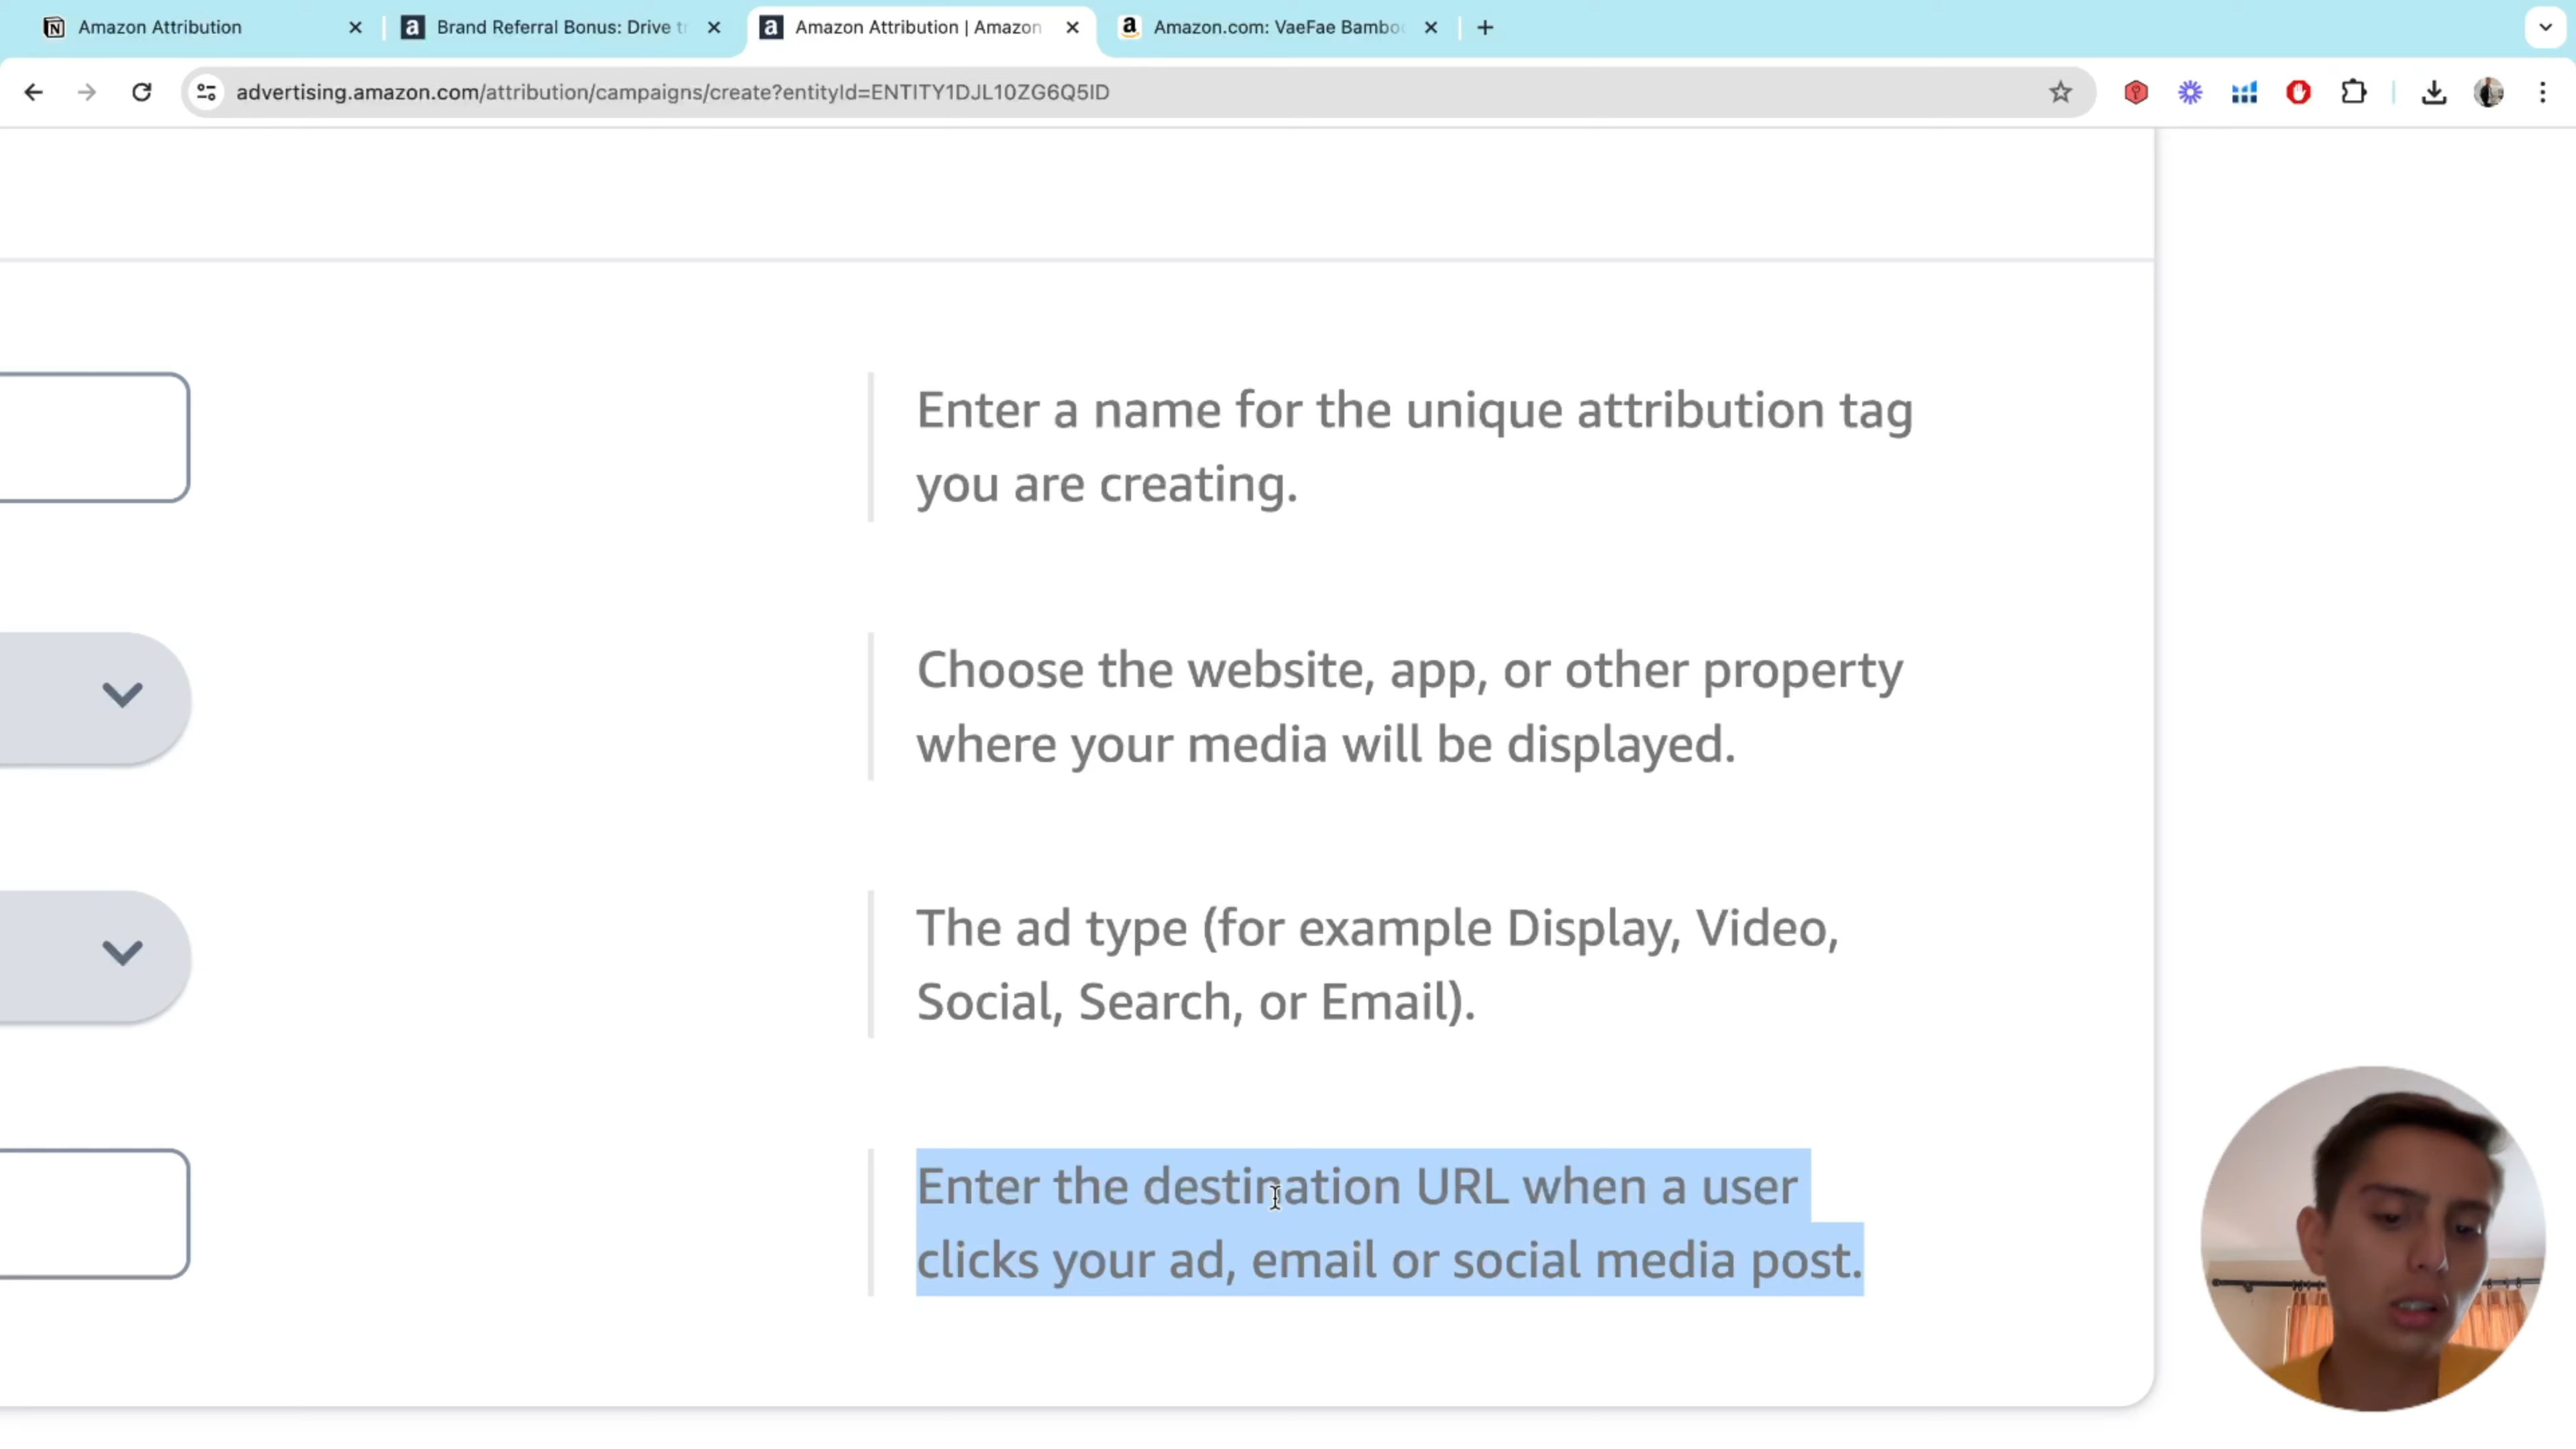 Amazon Attribution
Brand Referral Bonus: Drive tr
Amazon Attribution | Amazon
Amazon.com: VaeFae Bamboo
advertising.amazon.com/attribution/campaigns/create?entityId=ENTITY1DJL10ZG6Q5ID
Enter a name for the unique attribution tag
you are creating.
Choose the website, app, or other property
where your media will be displayed.
The ad type (for example Display, Video,
Social, Search, or Email).
Enter the destination URL when a user
clicks your ad, email or social media post.